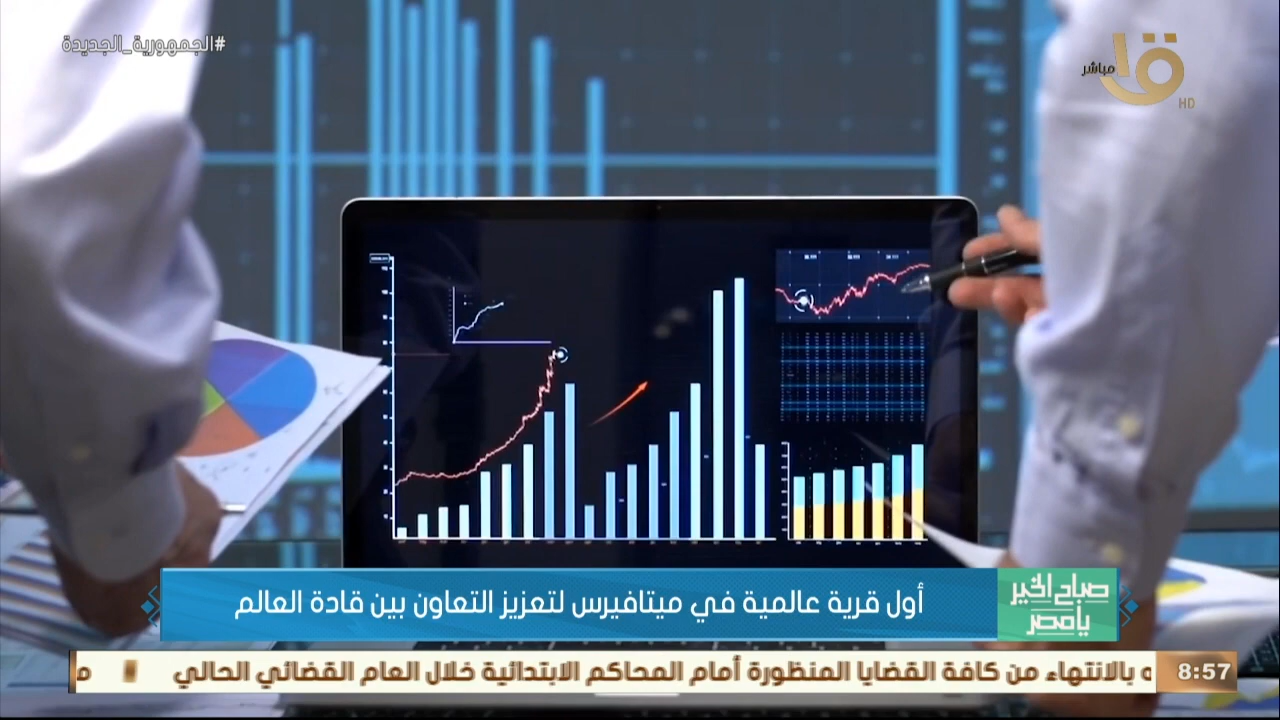 #الجمهورية_الجديدة
مباشر
HD
أول قرية عالمية في ميتافيرس لتعزيز التعاون بين قادة العالم
صباح الخير
يا مصر
بالانتهاء من كافة القضايا المنظورة أمام المحاكم الابتدائية خلال العام القضائي الحالي
8:57